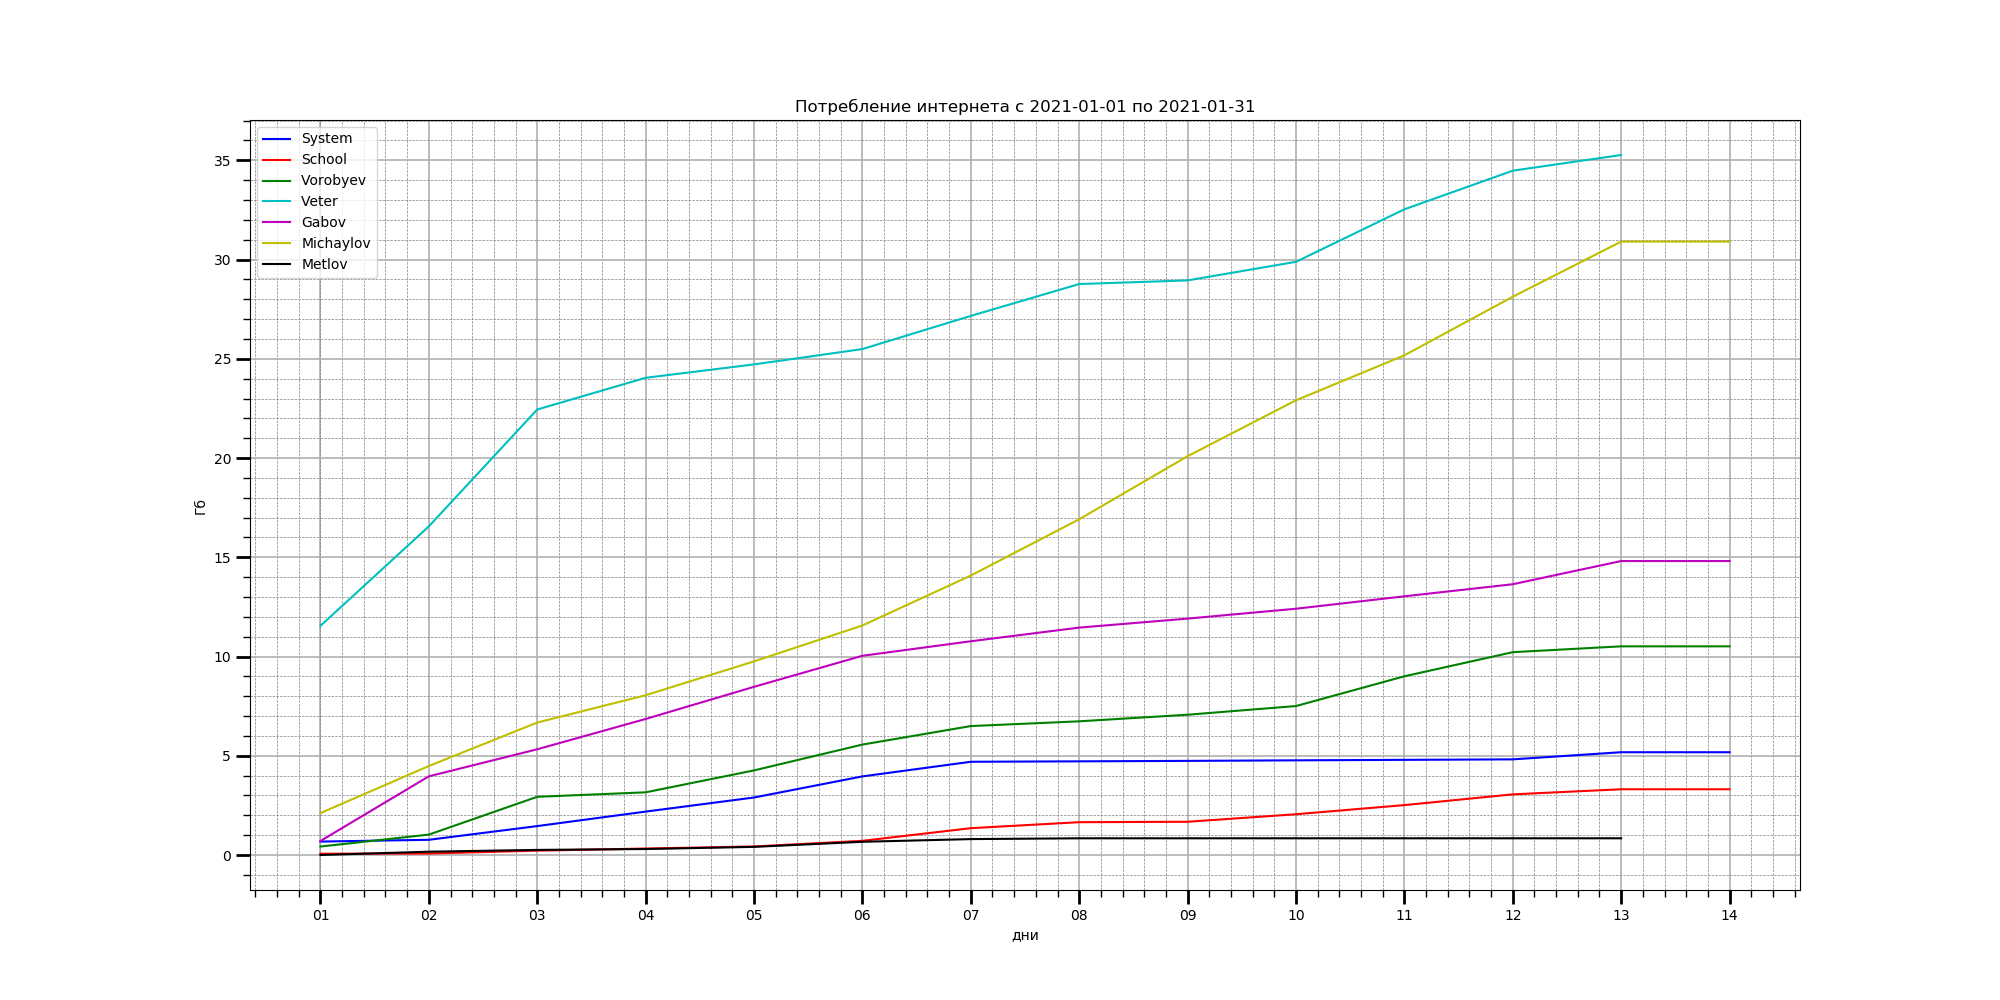 Потребление интернета с 2021-01-01 по 2021-01-31
System
School
Vorobyev
Veter
Gabov
Michaylov
Metlov
35
30
25
20
15
10
5
0
Гб
01 02 03 04 05 06 07 08 09 10 11 12 13 14
дни